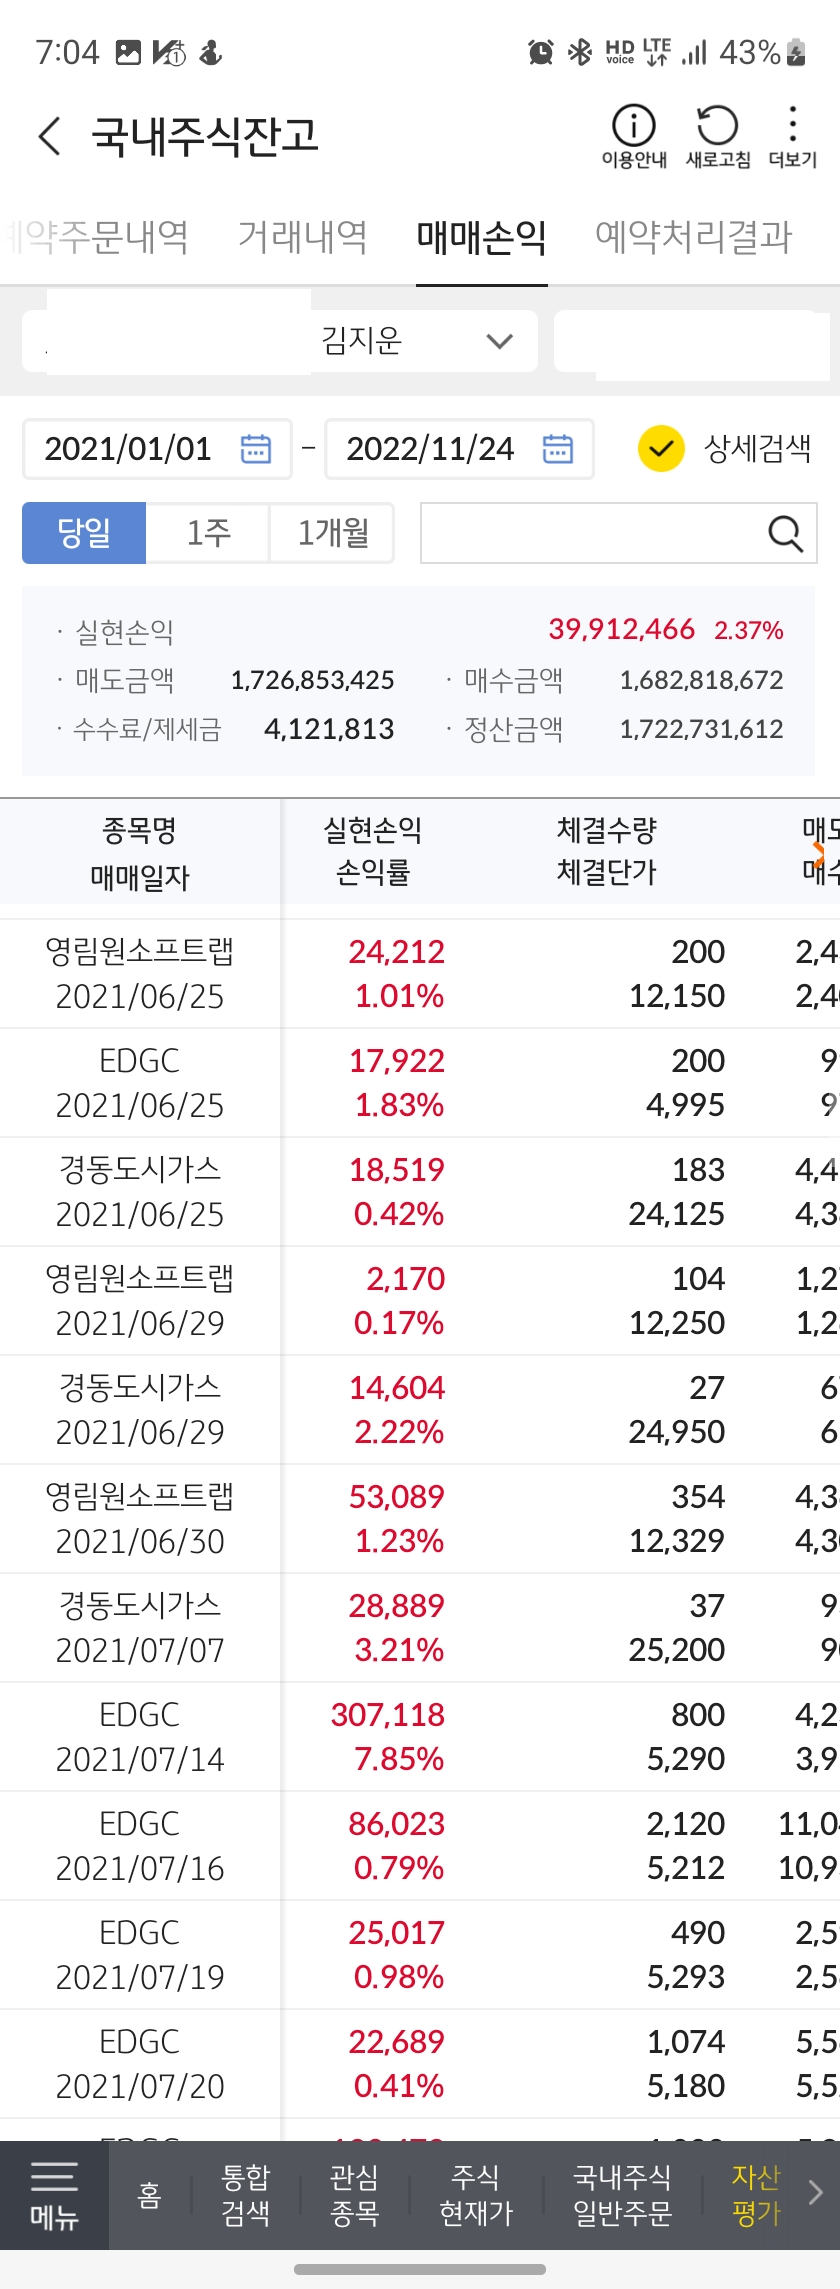 7:04 HD voice LTE 43%
국내주식잔고
이용안내 새로고침 더보기
예약주문내역 거래내역 매매손익 예약처리결과
김지운
2021/01/01 – 2022/11/24 상세검색
당일 1주 1개월
· 실현손익 39,912,466 2.37%
· 매도금액 1,726,853,425 · 매수금액 1,682,818,672
· 수수료/제세금 4,121,813 · 정산금액 1,722,731,612
종목명 실현손익 체결수량
매매일자 손익률 체결단가
영림원소프트랩 24,212 200 2,4
2021/06/25 1.01% 12,150 2,4
EDGC 17,922 200 9
2021/06/25 1.83% 4,995 9
경동도시가스 18,519 183 4,4
2021/06/25 0.42% 24,125 4,3
영림원소프트랩 2,170 104 1,2
2021/06/29 0.17% 12,250 1,2
경동도시가스 14,604 27 6
2021/06/29 2.22% 24,950 6
영림원소프트랩 53,089 354 4,3
2021/06/30 1.23% 12,329 4,3
경동도시가스 28,889 37 9
2021/07/07 3.21% 25,200 9
EDGC 307,118 800 4,2
2021/07/14 7.85% 5,290 3,9
EDGC 86,023 2,120 11,0
2021/07/16 0.79% 5,212 10,9
EDGC 25,017 490 2,5
2021/07/19 0.98% 5,293 2,5
EDGC 22,689 1,074 5,5
2021/07/20 0.41% 5,180 5,5
메뉴 홈 통합 검색 관심 종목 주식 현재가 국내주식 일반주문 자산 평가